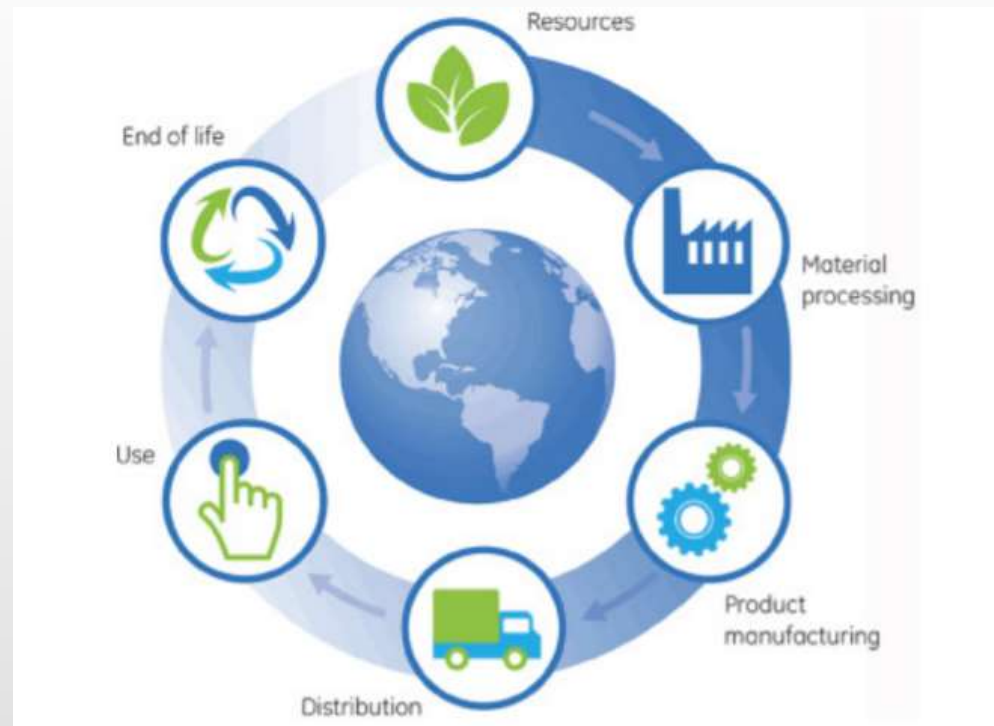 Resources
Material
processing
Product
manufacturing
Distribution
Use
End of life